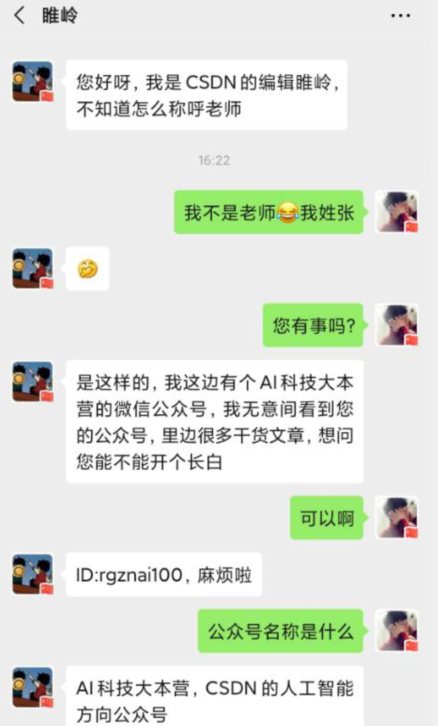 睢岭
您好呀，我是 CSDN 的编辑睢岭，
不知道怎么称呼老师
16:22
我不是老师😂我姓张
🤭
您有事吗?
是这样的，我这边有个 AI 科技大本
营的微信公众号，我无意间看到您
的公众号，里边很多干货文章，想问
您能不能开个长白
可以啊
ID:rgznai100，麻烦啦
公众号名称是什么
AI 科技大本营，CSDN 的人工智能
方向公众号